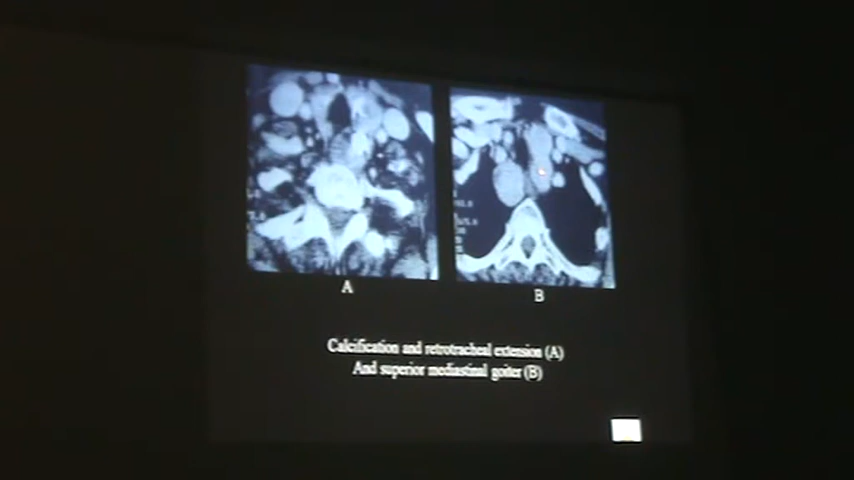 A
B
Calcification and retrotracheal extension (A)
And superior mediastinal goiter (B)